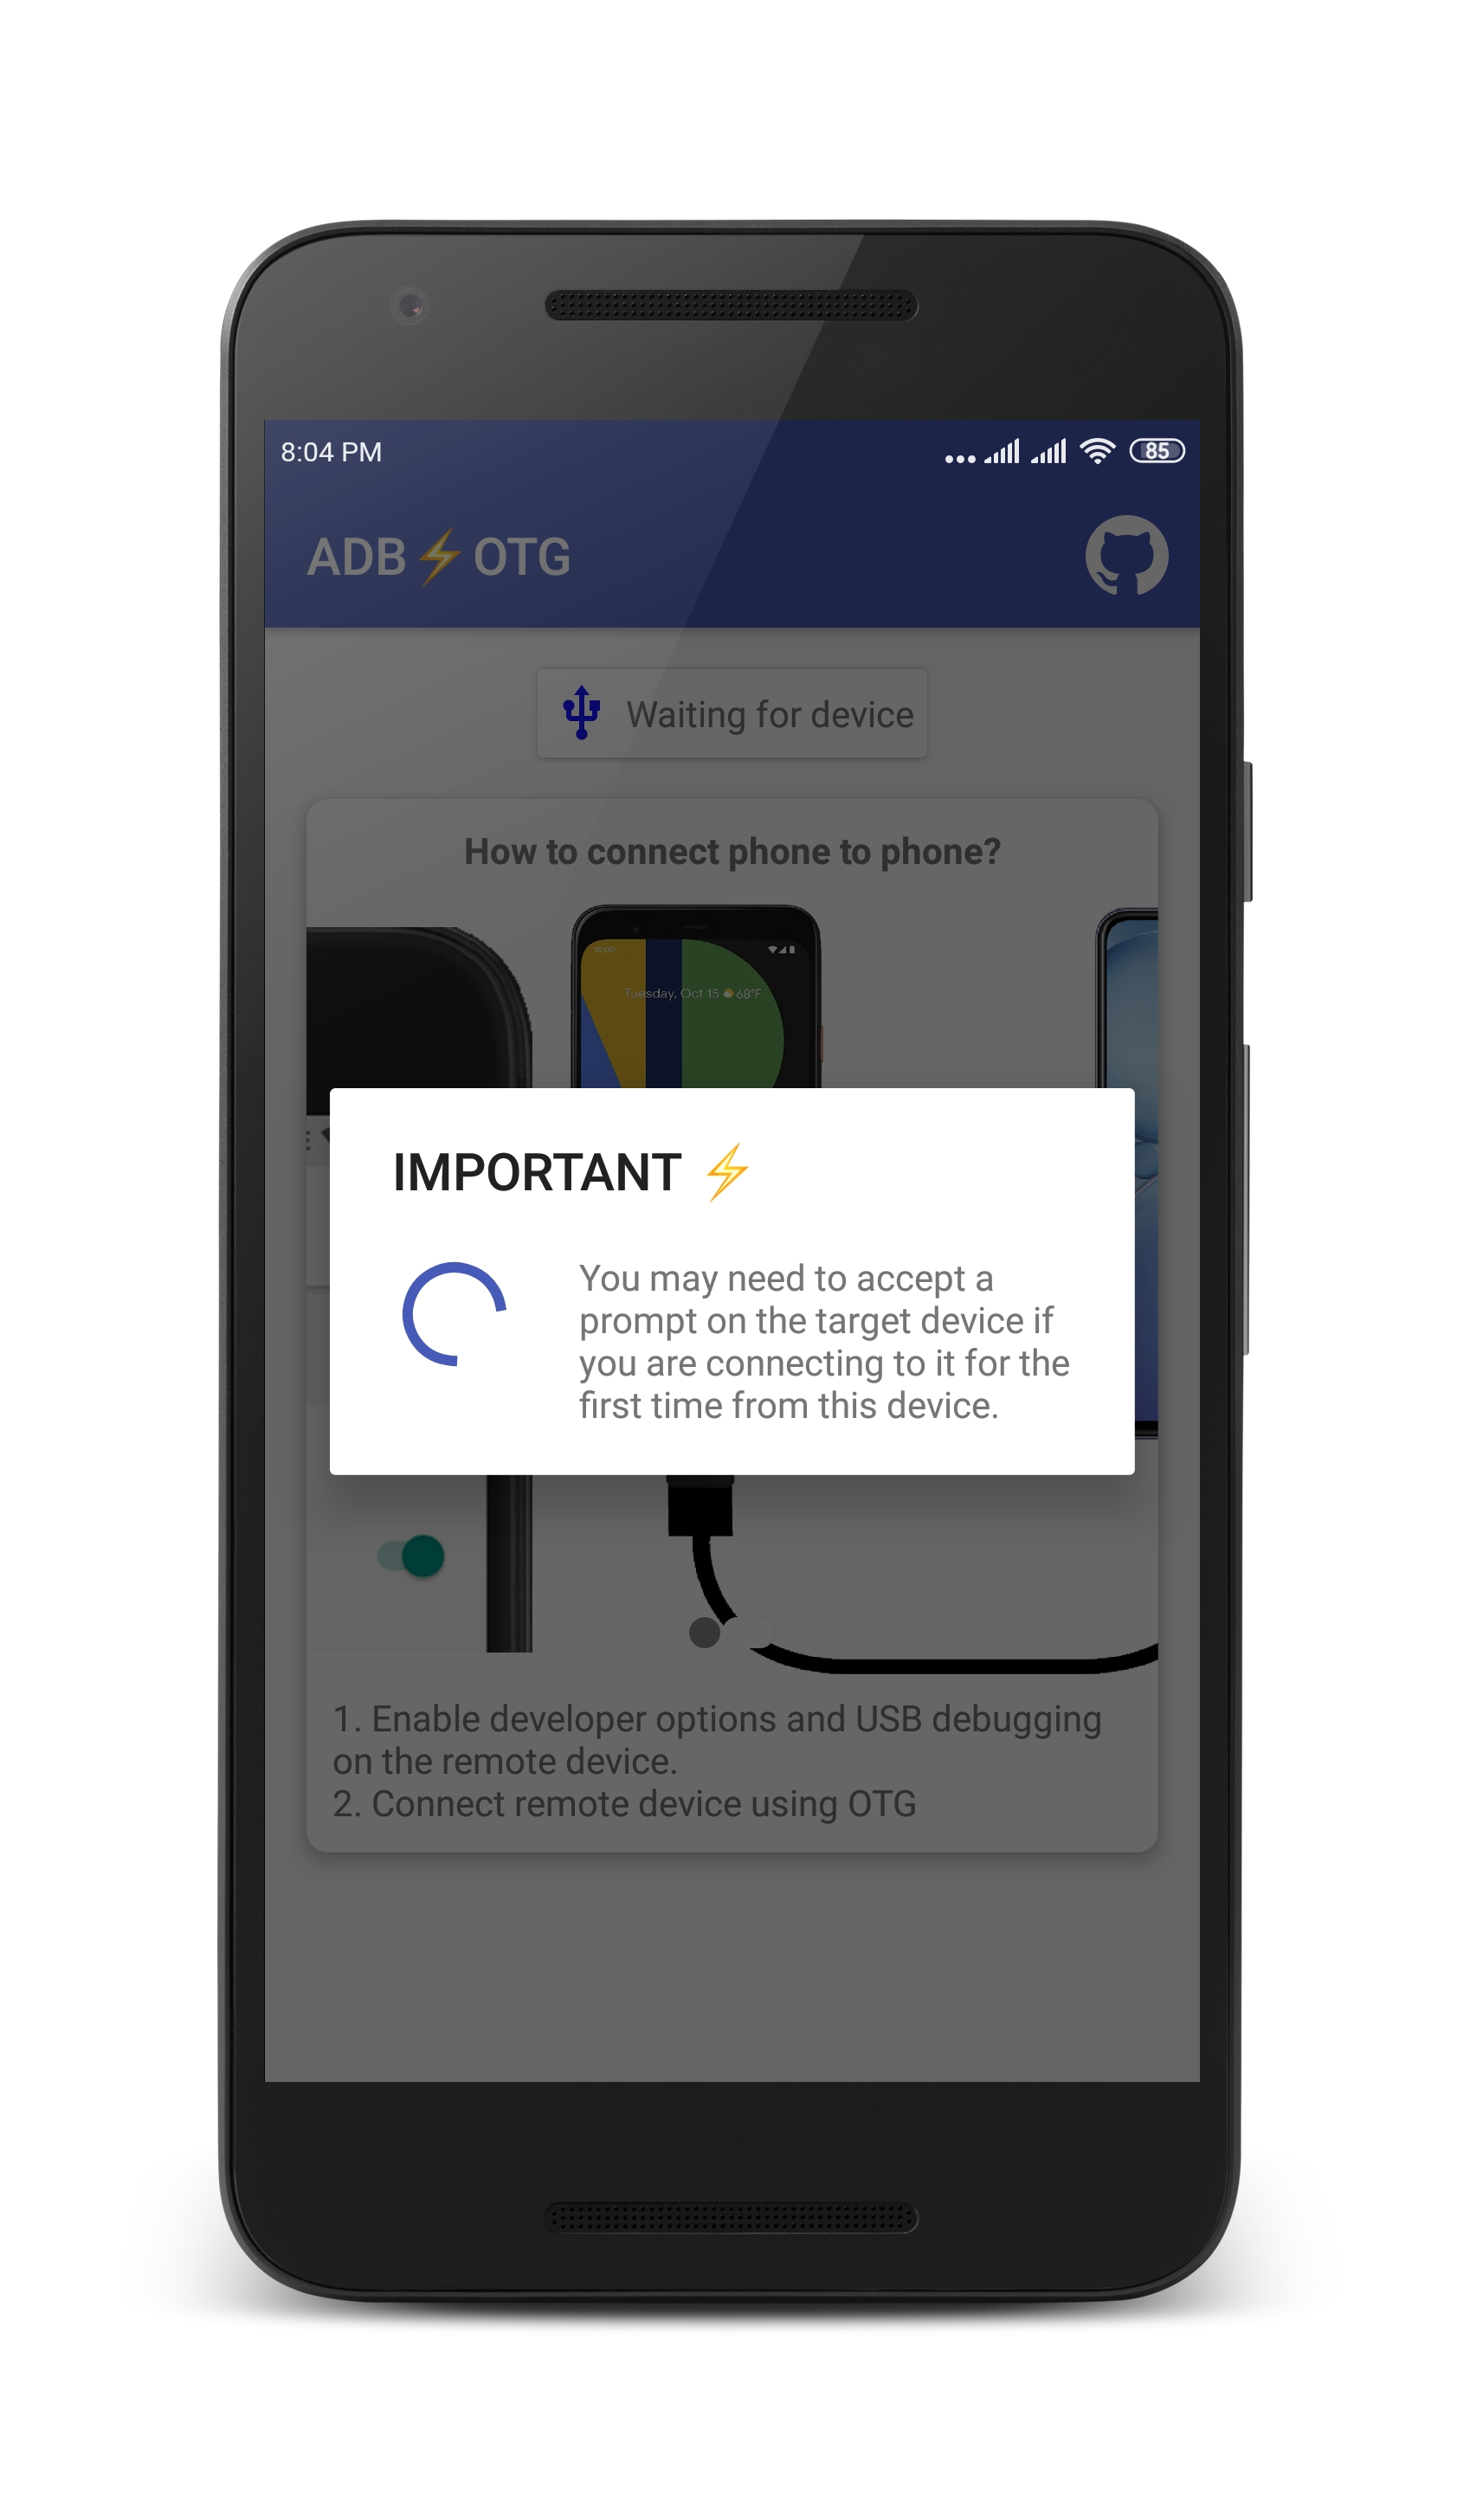 8:04 PM
85
ADB⚡OTG
Waiting for device
How to connect phone to phone?
10:00
Tuesday, Oct 15 68°F
IMPORTANT ⚡
You may need to accept a
prompt on the target device if
you are connecting to it for the
first time from this device.
1. Enable developer options and USB debugging
on the remote device.
2. Connect remote device using OTG